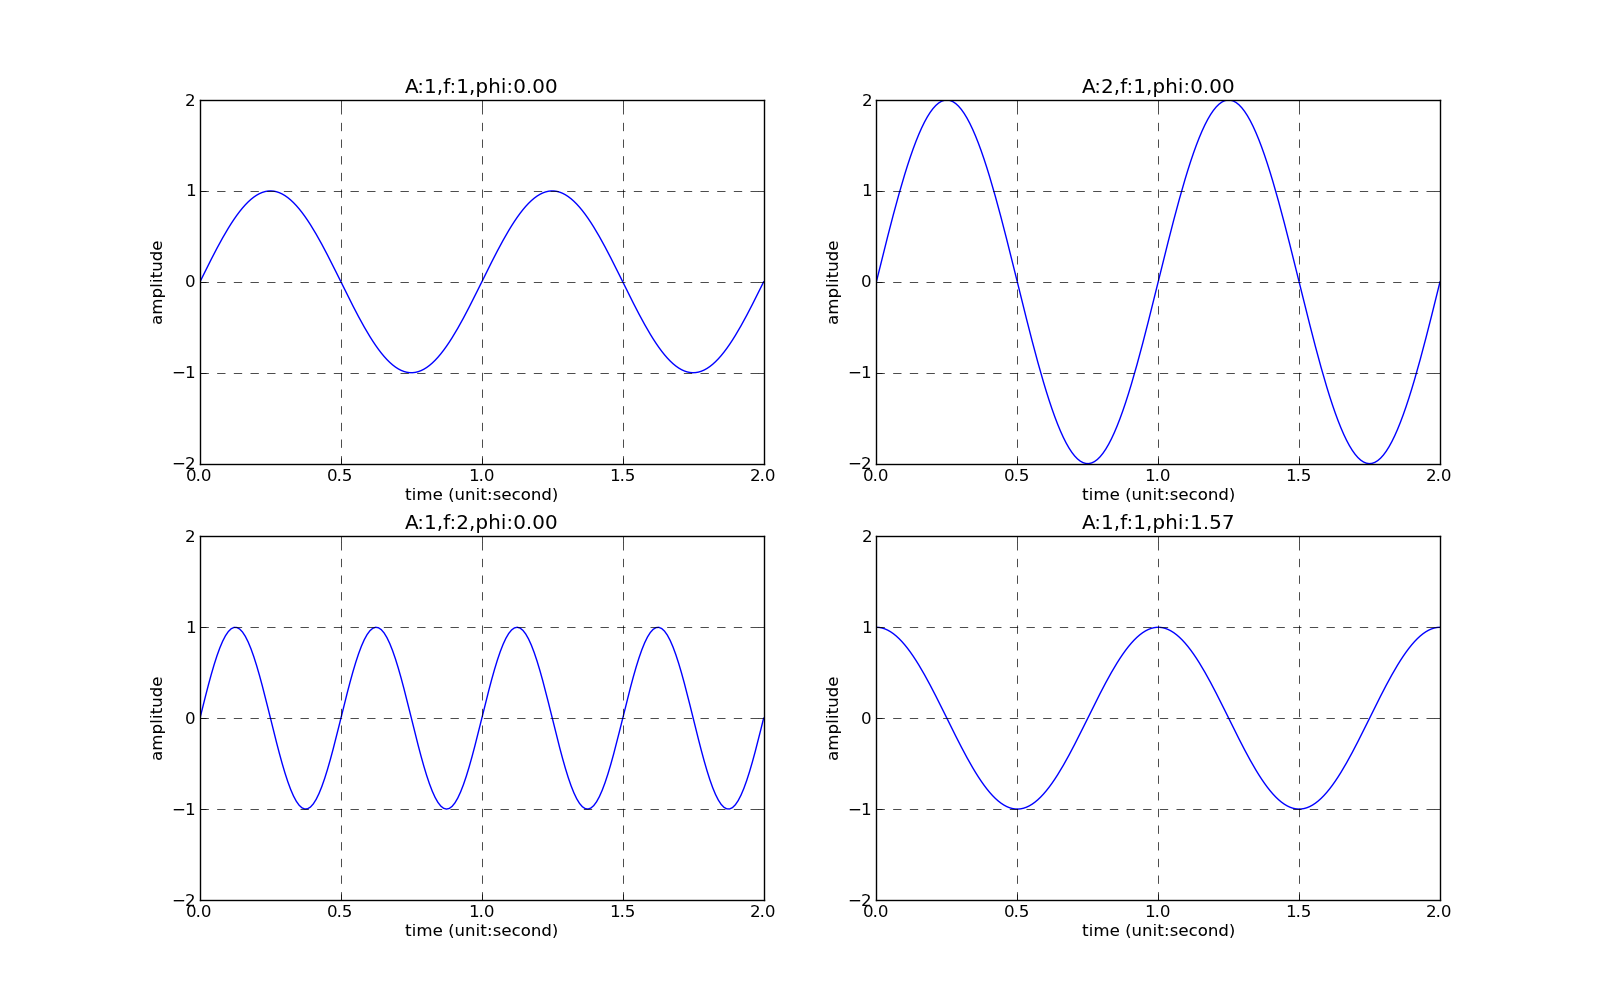 A:1,f:1,phi:0.00
2
1
0
−1
−2
amplitude
0.0 0.5 1.0 1.5 2.0
time (unit:second)
A:2,f:1,phi:0.00
2
1
0
−1
−2
amplitude
0.0 0.5 1.0 1.5 2.0
time (unit:second)
A:1,f:2,phi:0.00
2
1
0
−1
−2
amplitude
0.0 0.5 1.0 1.5 2.0
time (unit:second)
A:1,f:1,phi:1.57
2
1
0
−1
−2
amplitude
0.0 0.5 1.0 1.5 2.0
time (unit:second)